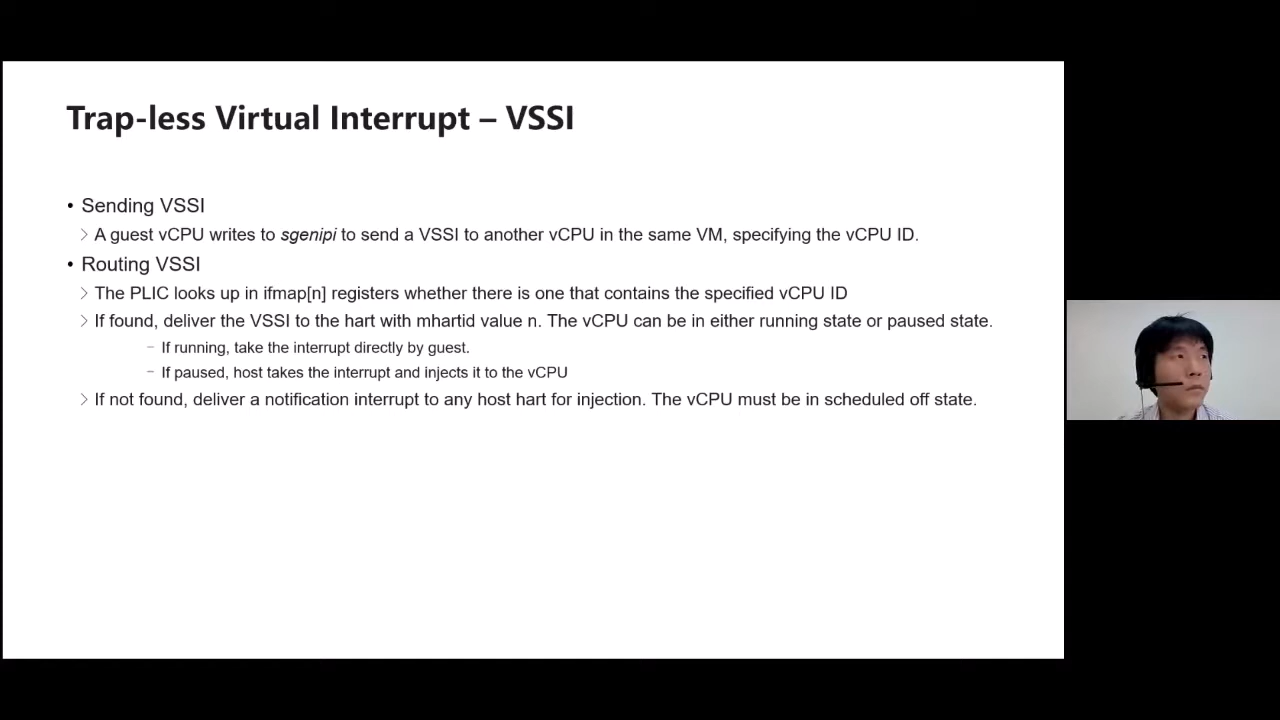 Trap-less Virtual Interrupt – VSSI
• Sending VSSI
> A guest vCPU writes to sgenipi to send a VSSI to another vCPU in the same VM, specifying the vCPU ID.
• Routing VSSI
> The PLIC looks up in ifmap[n] registers whether there is one that contains the specified vCPU ID
> If found, deliver the VSSI to the hart with mhartid value n. The vCPU can be in either running state or paused state.
– If running, take the interrupt directly by guest.
– If paused, host takes the interrupt and injects it to the vCPU
> If not found, deliver a notification interrupt to any host hart for injection. The vCPU must be in scheduled off state.